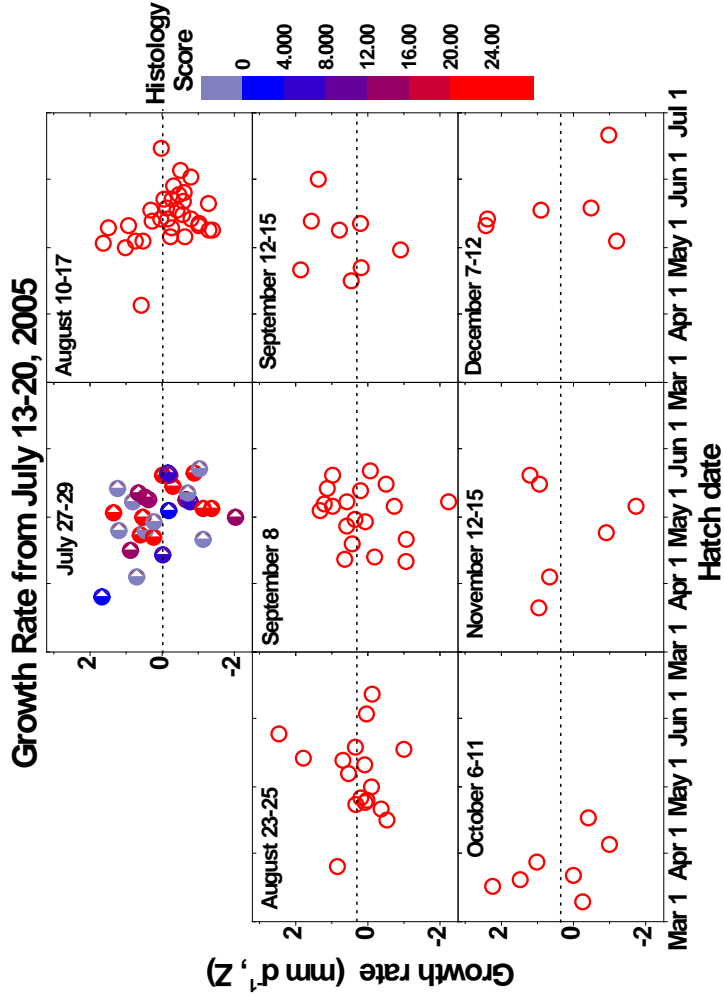 Growth Rate from July 13-20, 2005
July 27-29
August 10-17
Histology
Score
0
4.000
8.000
12.00
16.00
20.00
24.00
2
0
-2
August 23-25
September 8
September 12-15
2
0
-2
October 6-11
November 12-15
December 7-12
2
0
-2
Mar 1 Apr 1 May 1 Jun 1 Mar 1 Apr 1 May 1 Jun 1 Mar 1 Apr 1 May 1 Jun 1 Jul 1
Hatch date
Growth rate (mm d⁻¹, Z)